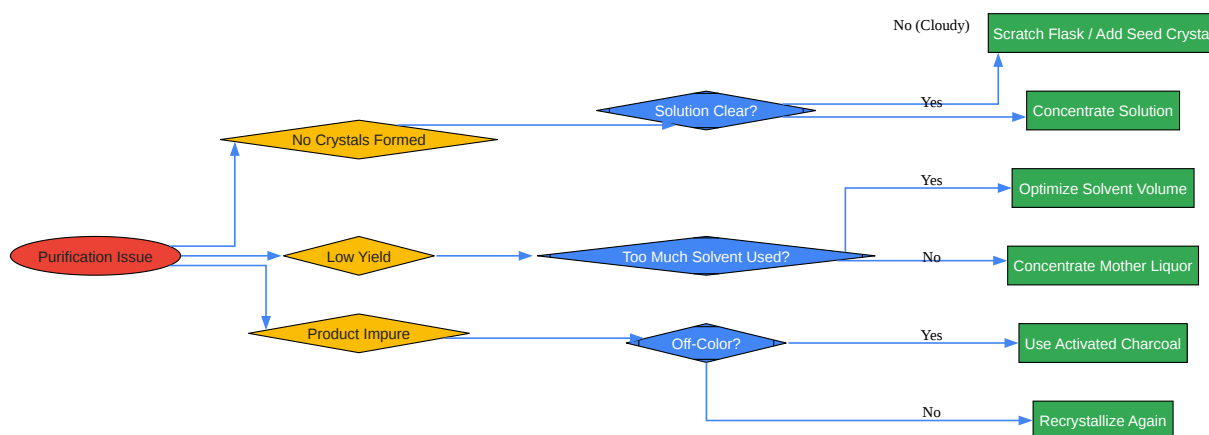 No (Cloudy)
Scratch Flask / Add Seed Crysta
Solution Clear?
Yes
Concentrate Solution
No Crystals Formed
Yes
Optimize Solvent Volume
Purification Issue
Low Yield
Too Much Solvent Used?
No
Concentrate Mother Liquor
Product Impure
Off-Color?
Yes
Use Activated Charcoal
No
Recrystallize Again